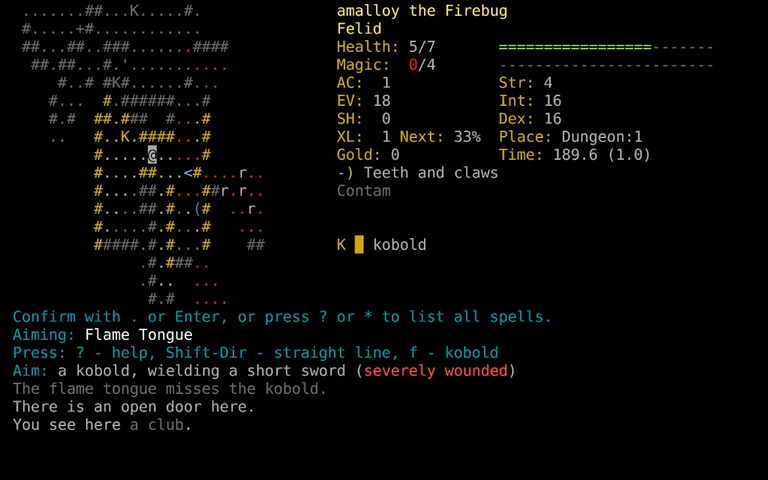 .......##...K.....#.
amalloy the Firebug
#.....+#............
Felid
##...##..###.......####
Health: 5/7 =================-------
##.##....#.'.......
Magic: 0/4 ------------------------
AC: 1 Str: 4
EV: 18 Int: 16
SH: 0 Dex: 16
XL: 1 Next: 33% Place: Dungeon:1
Gold: 0 Time: 189.6 (1.0)
-) Teeth and claws
Contam
K kobold
Confirm with . or Enter, or press ? or * to list all spells.
Aiming: Flame Tongue
Press: ? - help, Shift-Dir - straight line, f - kobold
Aim: a kobold, wielding a short sword (severely wounded)
The flame tongue misses the kobold.
There is an open door here.
You see here a club.